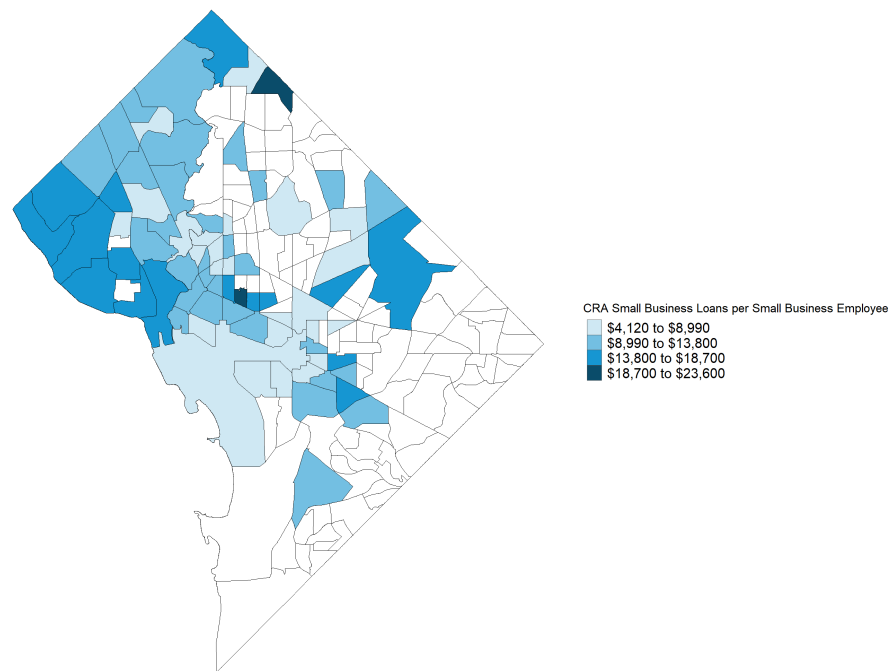 CRA Small Business Loans per Small Business Employee
$4,120 to $8,990
$8,990 to $13,800
$13,800 to $18,700
$18,700 to $23,600